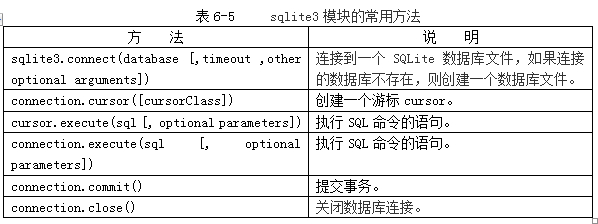 表 6-5 sqlite3 模块的常用方法
方 法 说 明
sqlite3.connect(database [,timeout ,other
optional arguments])
连接到一个 SQLite 数据库文件，如果连接
的数据库不存在，则创建一个数据库文件。
connection.cursor([cursorClass])
创建一个游标 cursor。
cursor.execute(sql [, optional parameters])
执行 SQL 命令的语句。
connection.execute(sql [, optional
parameters])
执行 SQL 命令的语句。
connection.commit()
提交事务。
connection.close()
关闭数据库连接。